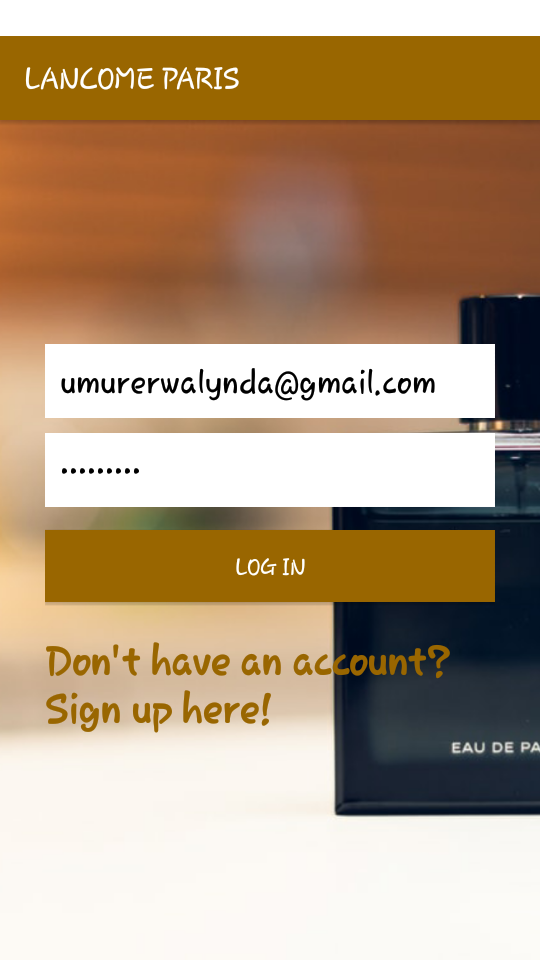 LANCOME PARIS
umurerwalynda@gmail.com
•••••••••
LOG IN
Don't have an account?
Sign up here!
EAU DE PA